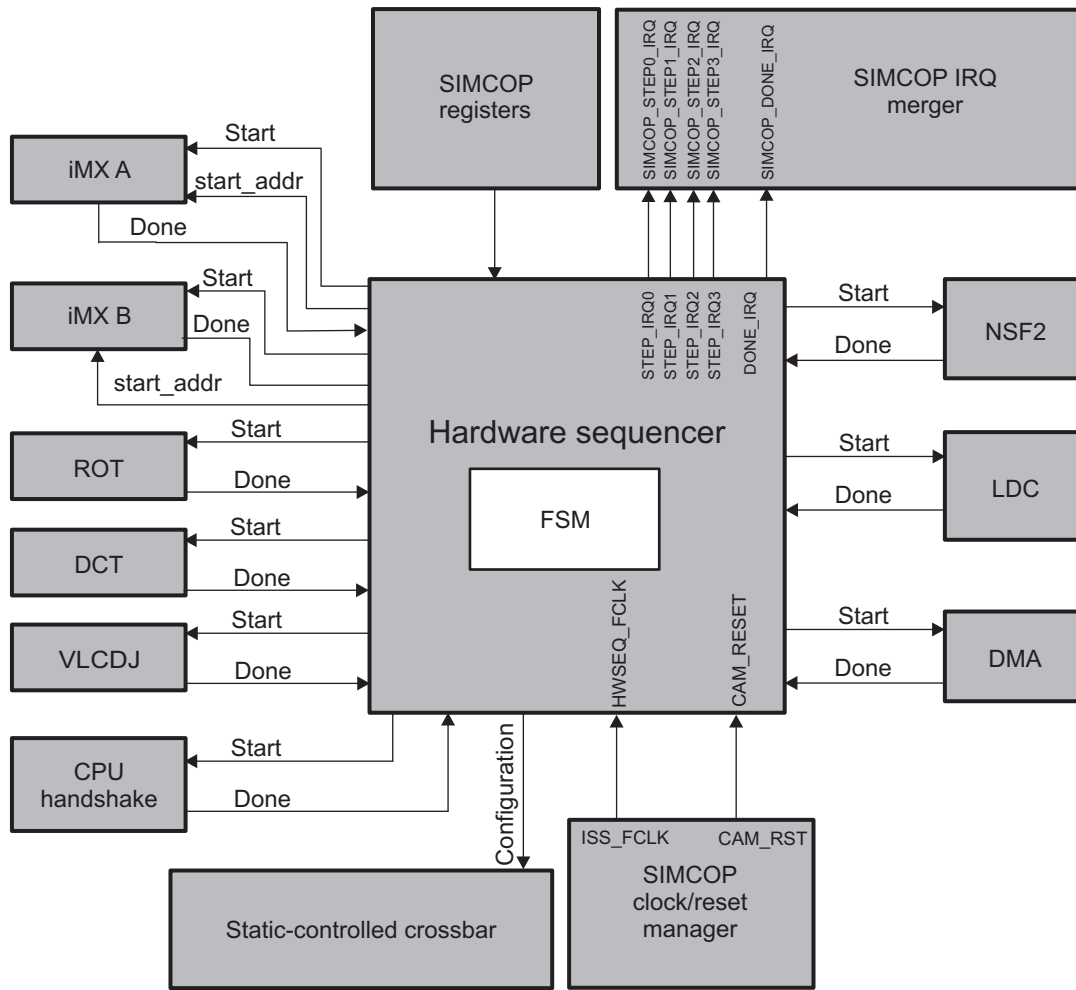 SIMCOP
registers
SIMCOP_STEP0_IRQ
SIMCOP_STEP1_IRQ
SIMCOP_STEP2_IRQ
SIMCOP_STEP3_IRQ
SIMCOP_DONE_IRQ
SIMCOP IRQ
merger
iMX A
Start
start_addr
Done
iMX B
Start
Done
start_addr
ROT
Start
Done
DCT
Start
Done
VLCDJ
Start
Done
CPU
handshake
Start
Done
STEP_IRQ0
STEP_IRQ1
STEP_IRQ2
STEP_IRQ3
DONE_IRQ
Hardware sequencer
FSM
HWSEQ_FCLK
CAM_RESET
Start
Done
NSF2
Start
Done
LDC
Start
Done
DMA
Configuration
Static-controlled crossbar
ISS_FCLK
CAM_RST
SIMCOP
clock/reset
manager